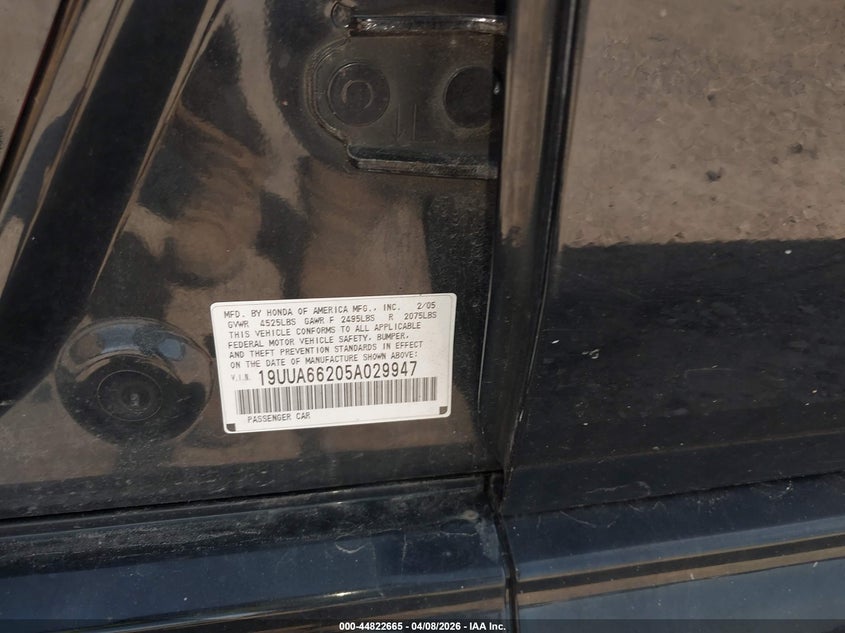 MFD. BY HONDA OF AMERICA MFG., INC. 2/05
GVWR 4525LBS GAWR F 2495LBS R 2075LBS
THIS VEHICLE CONFORMS TO ALL APPLICABLE
FEDERAL MOTOR VEHICLE SAFETY, BUMPER,
AND THEFT PREVENTION STANDARDS IN EFFECT
ON THE DATE OF MANUFACTURE SHOWN ABOVE:
V.I.N. 19UUA66205A029947
PASSENGER CAR
000-44822665 - 04/08/2026 - IAA Inc.